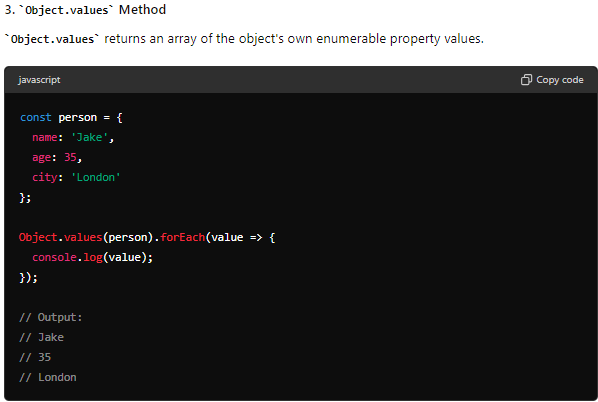 3. `Object.values` Method
`Object.values` returns an array of the object's own enumerable property values.
javascript
Copy code
const person = {
  name: 'Jake',
  age: 35,
  city: 'London'
};

Object.values(person).forEach(value => {
  console.log(value);
});

// Output:
// Jake
// 35
// London